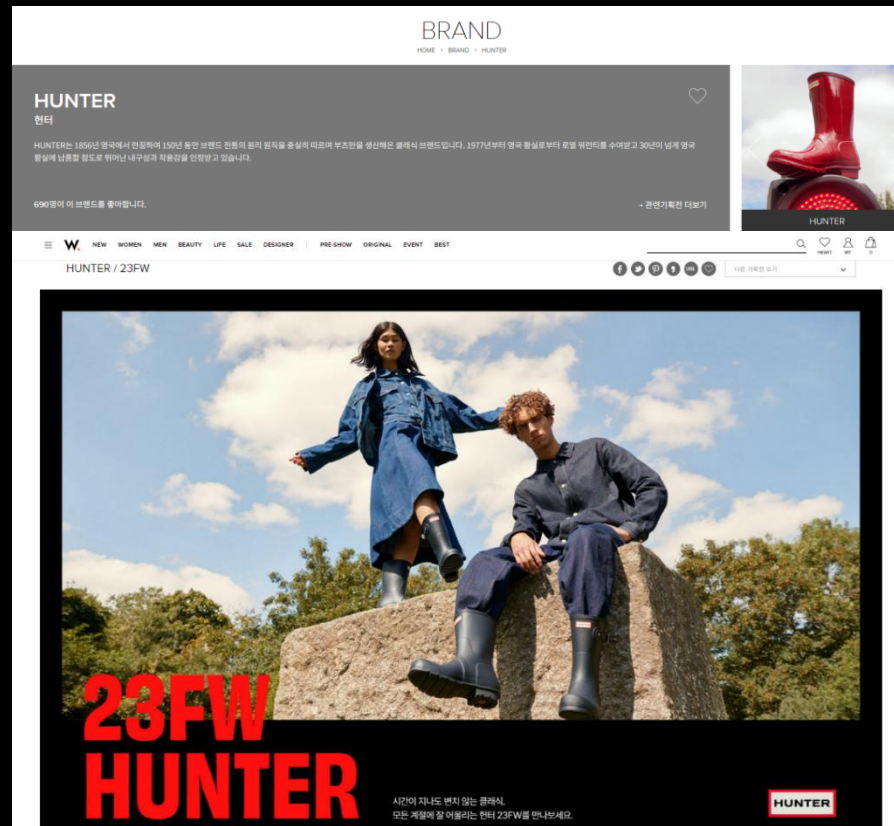 BRAND
HOME › BRAND › HUNTER
HUNTER
헌터
HUNTER는 1856년 영국에서 런칭하여 150년 동안 브랜드 전통의 원리 원칙을 충실히 따르며 부츠만을 생산해온 클래식 브랜드입니다. 1977년부터 영국 황실로부터 로열 워런티를 수여받고 30년이 넘게 영국
황실에 납품할 정도로 뛰어난 내구성과 착용감을 인정받고 있습니다.
690명이 이 브랜드를 좋아합니다.
- 관련기획전 더보기
HUNTER
W. NEW WOMEN MEN BEAUTY LIFE SALE DESIGNER | PRE-SHOW ORIGINAL EVENT BEST
HEART MY 0
HUNTER / 23FW
URL
다른 기획전 보기
23FW
HUNTER
시간이 지나도 변치 않는 클래식.
모든 계절에 잘 어울리는 헌터 23FW를 만나보세요.
HUNTER